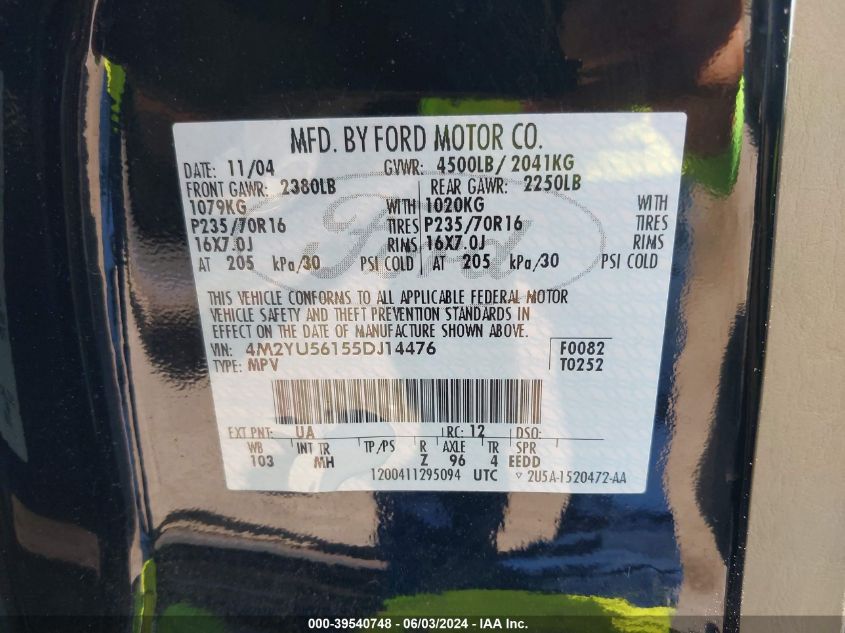 MFD. BY FORD MOTOR CO.
DATE: 11/04 GVWR: 4500LB/ 2041KG
FRONT GAWR: 2380LB REAR GAWR: 2250LB
1079KG WITH 1020KG WITH
P235/70R16 TIRES P235/70R16 TIRES
16X7.0J RIMS 16X7.0J RIMS
AT 205 kPa/30 PSI COLD AT 205 kPa/30 PSI COLD
Ford
THIS VEHICLE CONFORMS TO ALL APPLICABLE FEDERAL MOTOR
VEHICLE SAFETY AND THEFT PREVENTION STANDARDS IN
EFFECT ON THE DATE OF MANUFACTURE SHOWN ABOVE.
VIN: 4M2YU56155DJ14476 F0082
TYPE: MPV T0252
EXT PNT: UA RC: 12 DSO:
WB INT TR TP/PS R AXLE TR SPR
103 MH Z 96 4 EEDD
1200411295094 UTC ▽ 2U5A-1520472-AA
000-39540748 - 06/03/2024 - IAA Inc.